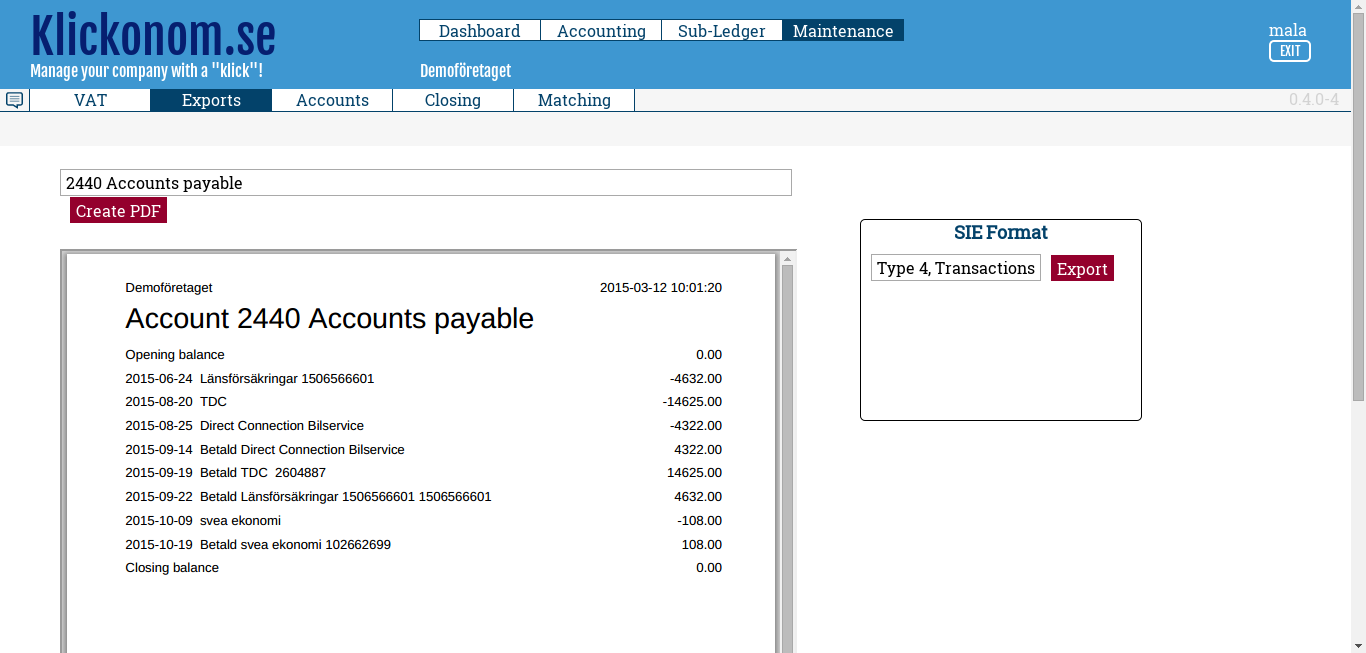 Klickonom.se
Manage your company with a "klick"!
Dashboard Accounting Sub-Ledger Maintenance
Demoföretaget
mala
EXIT
VAT Exports Accounts Closing Matching 0.4.0-4
2440 Accounts payable
Create PDF
Demoföretaget 2015-03-12 10:01:20
Account 2440 Accounts payable
Opening balance 0.00
2015-06-24 Länsförsäkringar 1506566601 -4632.00
2015-08-20 TDC -14625.00
2015-08-25 Direct Connection Bilservice -4322.00
2015-09-14 Betald Direct Connection Bilservice 4322.00
2015-09-19 Betald TDC 2604887 14625.00
2015-09-22 Betald Länsförsäkringar 1506566601 1506566601 4632.00
2015-10-09 svea ekonomi -108.00
2015-10-19 Betald svea ekonomi 102662699 108.00
Closing balance 0.00
SIE Format
Type 4, Transactions Export